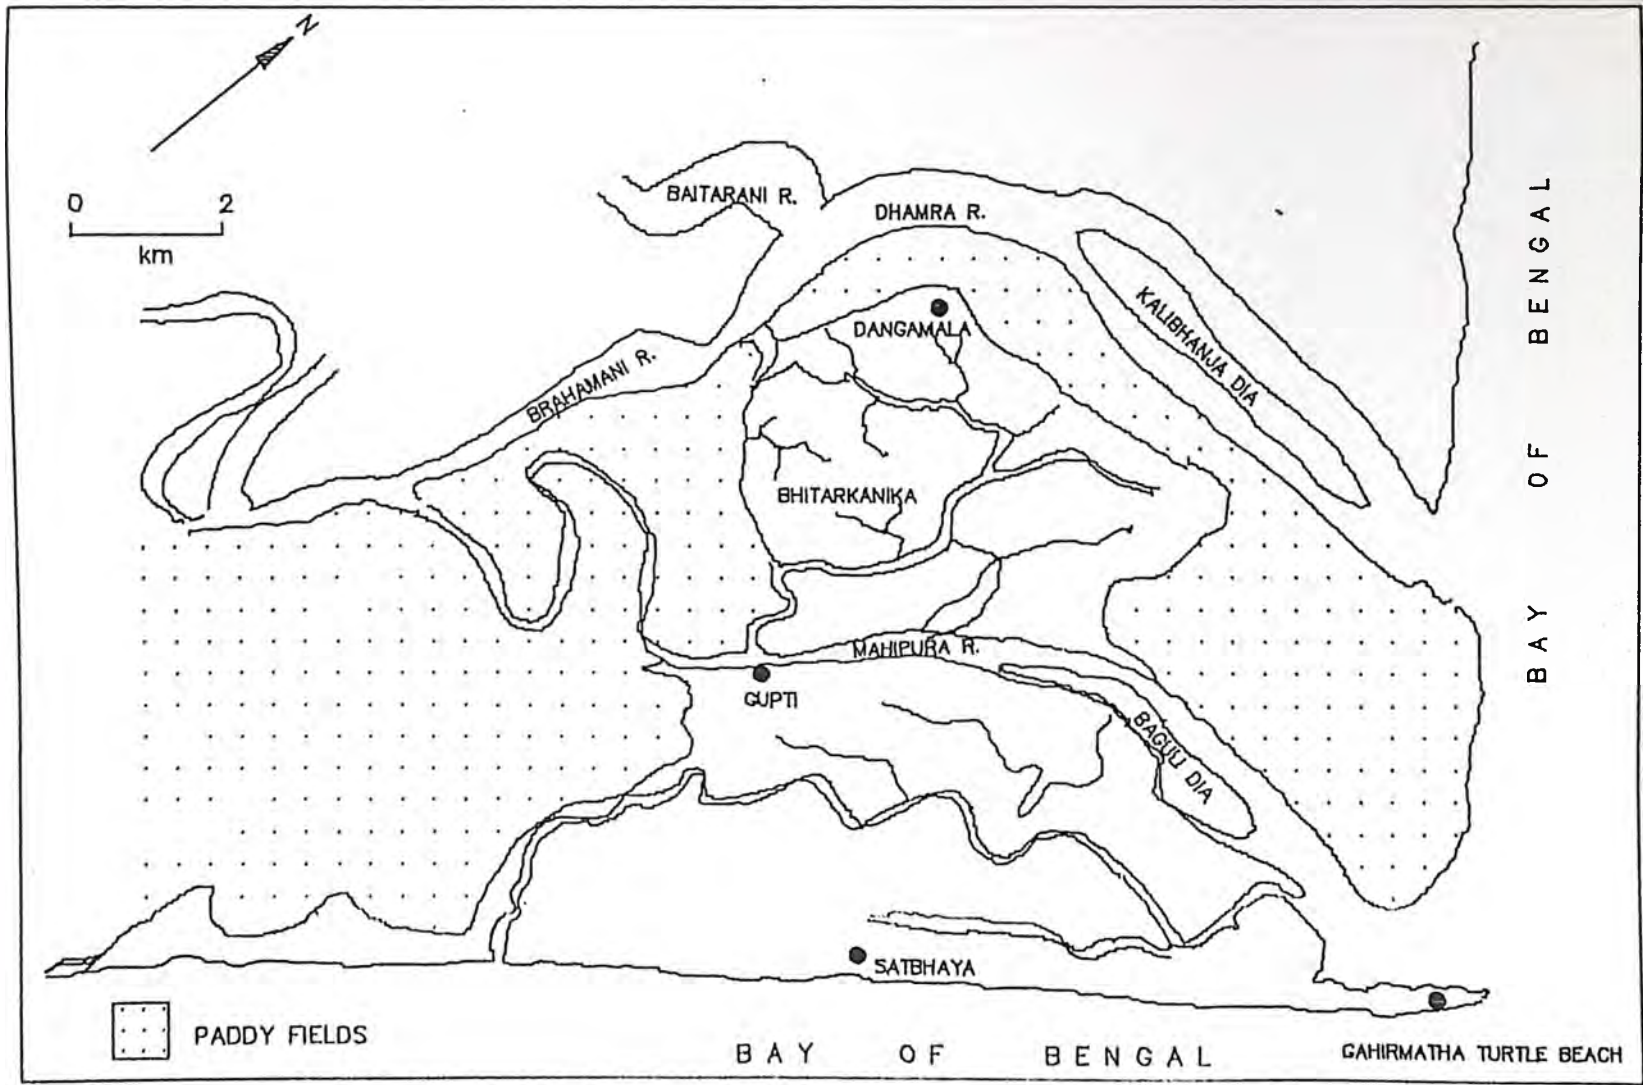 N
0 2
km
BAITARANI R.
DHAMRA R.
KALIBHANJA DIA
DANGAMALA
BRAHAMANI R.
BHITARKANIKA
MAHIPURA R.
GUPTI
BAGULI DIA
SATBHAYA
BAY OF BENGAL
PADDY FIELDS
BAY OF BENGAL
GAHIRMATHA TURTLE BEACH